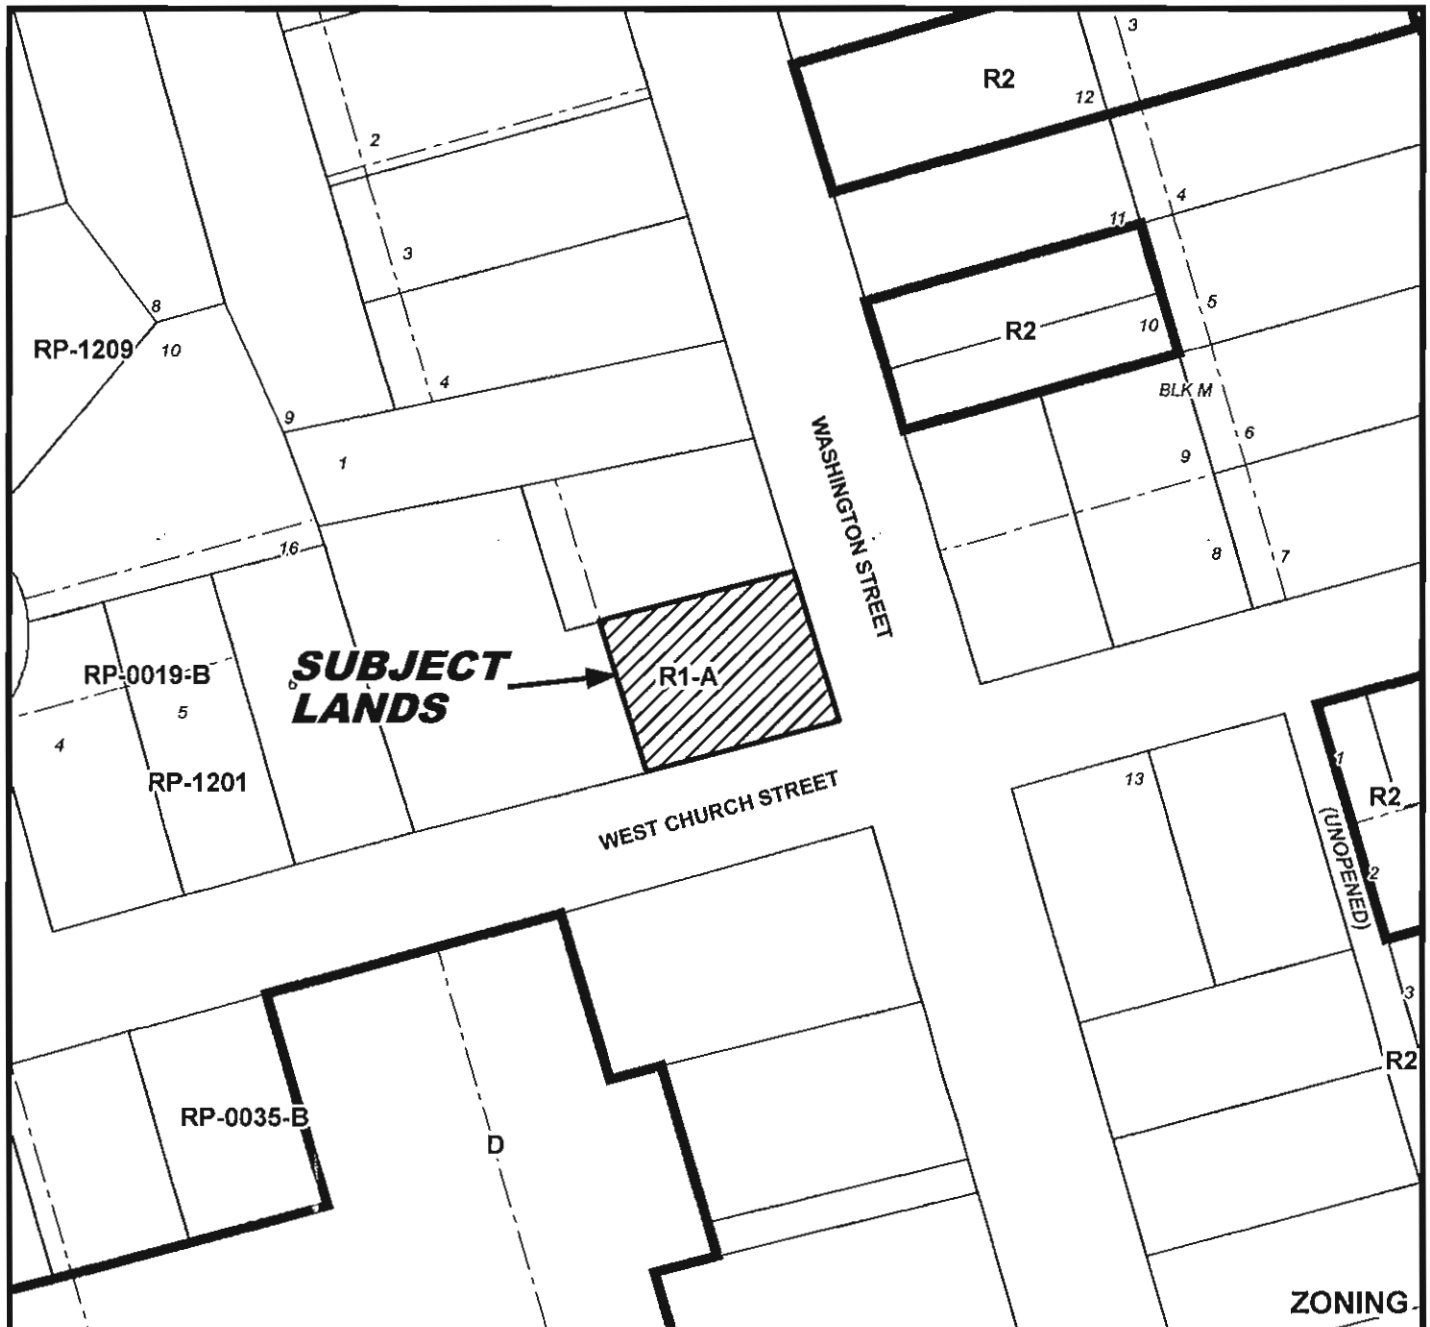 3
R2
12
2
4
11
3
8
5
R2
10
RP-1209
10
4
BLK M
9
6
1
9
WASHINGTON STREET
16
8
7
RP-0019-B
SUBJECT
LANDS
R1-A
5
4
1
13
RP-1201
R2
WEST CHURCH STREET
(UNOPENED)
2
3
R2
RP-0035-B
D
ZONING